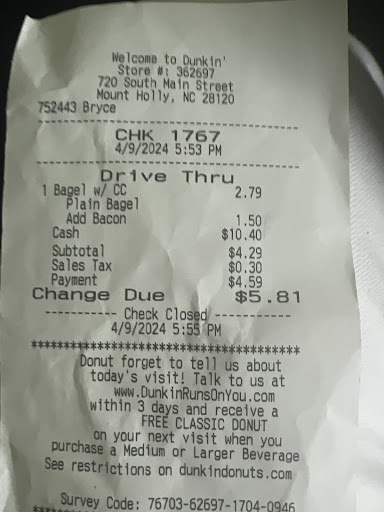 Welcome to Dunkin'
Store #: 362697
720 South Main Street
Mount Holly, NC 28120
752443 Bryce
-----------------------------------
CHK 1767
4/9/2024 5:53 PM
-----------------------------------
Drive Thru
1 Bagel w/ CC 2.79
Plain Bagel
Add Bacon 1.50
Cash $10.40
Subtotal $4.29
Sales Tax $0.30
Payment $4.59
Change Due $5.81
----------- Check Closed -----------
4/9/2024 5:55 PM
***************************************
Donut forget to tell us about
today's visit! Talk to us at
www.DunkinRunsOnYou.com
within 3 days and receive a
FREE CLASSIC DONUT
on your next visit when you
purchase a Medium or Larger Beverage
See restrictions on dunkindonuts.com
Survey Code: 76703-62697-1704-0946